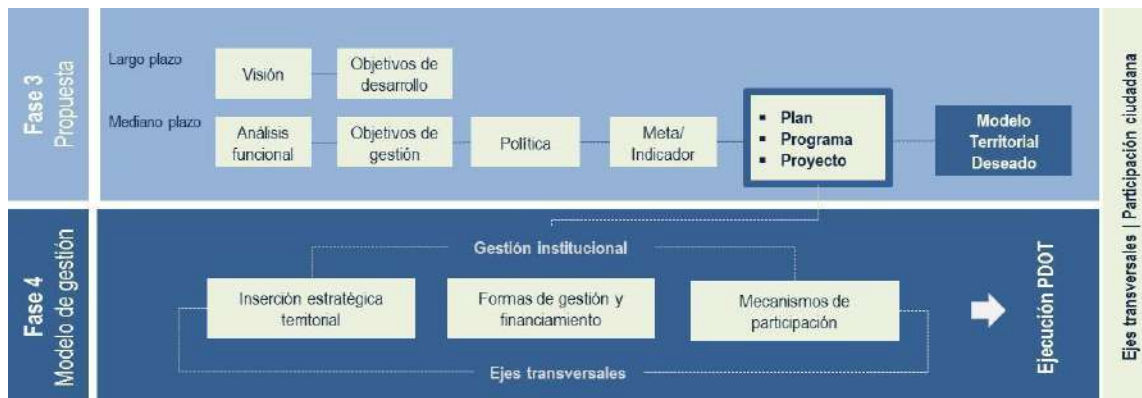 Fase 3
Propuesta
Largo plazo
Visión
Objetivos de
desarrollo
Mediano plazo
Análisis
funcional
Objetivos de
gestión
Política
Meta/
Indicador
▪ Plan
▪ Programa
▪ Proyecto
Modelo
Territorial
Deseado
Fase 4
Modelo de gestión
Gestión institucional
Inserción estratégica
territorial
Formas de gestión y
financiamiento
Mecanismos de
participación
Ejes transversales
Ejecución PDOT
Ejes transversales | Participación ciudadana